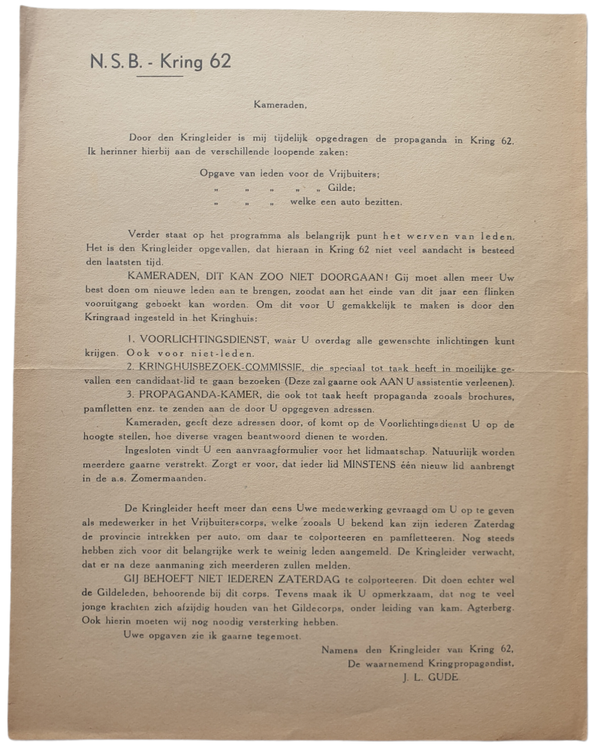 N.S.B. - Kring 62
Kameraden,
Door den Kringleider is mij tijdelijk opgedragen de propaganda in Kring 62.
Ik herinner hierbij aan de verschillende loopende zaken:
Opgave van leden voor de Vrijbuiters;
„ „ „ „ „ Gilde;
„ „ „ welke een auto bezitten.
Verder staat op het programma als belangrijk punt het werven van leden.
Het is den Kringleider opgevallen, dat hieraan in Kring 62 niet veel aandacht is besteed
den laatsten tijd.
KAMERADEN, DIT KAN ZOO NIET DOORGAAN! Gij moet allen meer Uw
best doen om nieuwe leden aan te brengen, zoodat aan het einde van dit jaar een flinken
vooruitgang geboekt kan worden. Om dit voor U gemakkelijk te maken is door den
Kringraad ingesteld in het Kringhuis:
1. VOORLICHTINGSDIENST, waar U overdag alle gewenschte inlichtingen kunt
krijgen. Ook voor niet-leden.
2. KRINGHUISBEZOEK-COMMISSIE, die speciaal tot taak heeft in moeilijke ge-
vallen een candidaat-lid te gaan bezoeken (Deze zal gaarne ook AAN U assistentie verleenen).
3. PROPAGANDA-KAMER, die ook tot taak heeft propaganda zooals brochures,
pamfletten enz. te zenden aan de door U opgegeven adressen.
Kameraden, geeft deze adressen door, of komt op de Voorlichtingsdienst U op de
hoogte stellen, hoe diverse vragen beantwoord dienen te worden.
Ingesloten vindt U een aanvraagformulier voor het lidmaatschap. Natuurlijk worden
meerdere gaarne verstrekt. Zorgt er voor, dat ieder lid MINSTENS één nieuw lid aanbrengt
in de a.s. Zomermaanden.
De Kringleider heeft meer dan eens Uwe medewerking gevraagd om U op te geven
als medewerker in het Vrijbuiterscorps, welke zooals U bekend kan zijn iederen Zaterdag
de provincie intrekken per auto, om daar te colporteeren en pamfletteeren. Nog steeds
hebben zich voor dit belangrijke werk te weinig leden aangemeld. De Kringleider verwacht,
dat er na deze aanmaning zich meerderen zullen melden.
GIJ BEHOEFT NIET IEDEREN ZATERDAG te colporteeren. Dit doen echter wel
de Gildeleden, behoorende bij dit corps. Tevens maak ik U opmerkzaam, dat nog te veel
jonge krachten zich afzijdig houden van het Gildecorps, onder leiding van kam. Agterberg.
Ook hierin moeten wij nog noodig versterking hebben.
Uwe opgaven zie ik gaarne tegemoet.
Namens den Kringleider van Kring 62,
De waarnemend Kringpropagandist,
J. L. GUDE.